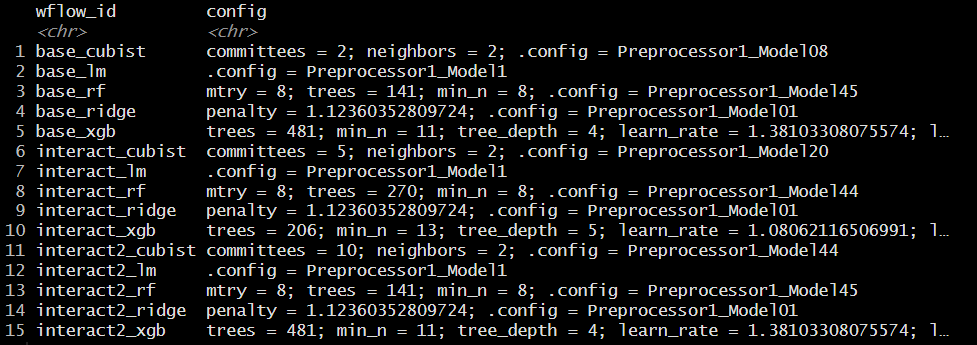 wflow_id config
<chr> <chr>
1 base_cubist committees = 2; neighbors = 2; .config = Preprocessor1_Model08
2 base_lm .config = Preprocessor1_Model1
3 base_rf mtry = 8; trees = 141; min_n = 8; .config = Preprocessor1_Model45
4 base_ridge penalty = 1.12360352809724; .config = Preprocessor1_Model01
5 base_xgb trees = 481; min_n = 11; tree_depth = 4; learn_rate = 1.38103308075574; l…
6 interact_cubist committees = 5; neighbors = 2; .config = Preprocessor1_Model20
7 interact_lm .config = Preprocessor1_Model1
8 interact_rf mtry = 8; trees = 270; min_n = 8; .config = Preprocessor1_Model44
9 interact_ridge penalty = 1.12360352809724; .config = Preprocessor1_Model01
10 interact_xgb trees = 206; min_n = 13; tree_depth = 5; learn_rate = 1.08062116506991; l…
11 interact2_cubist committees = 10; neighbors = 2; .config = Preprocessor1_Model44
12 interact2_lm .config = Preprocessor1_Model1
13 interact2_rf mtry = 8; trees = 141; min_n = 8; .config = Preprocessor1_Model45
14 interact2_ridge penalty = 1.12360352809724; .config = Preprocessor1_Model01
15 interact2_xgb trees = 481; min_n = 11; tree_depth = 4; learn_rate = 1.38103308075574; l…